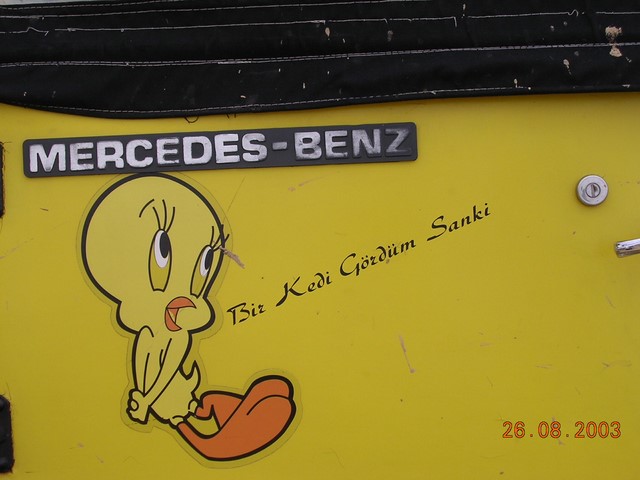 MERCEDES-BENZ
Bir Kedi Gördüm Sanki
26.08.2003